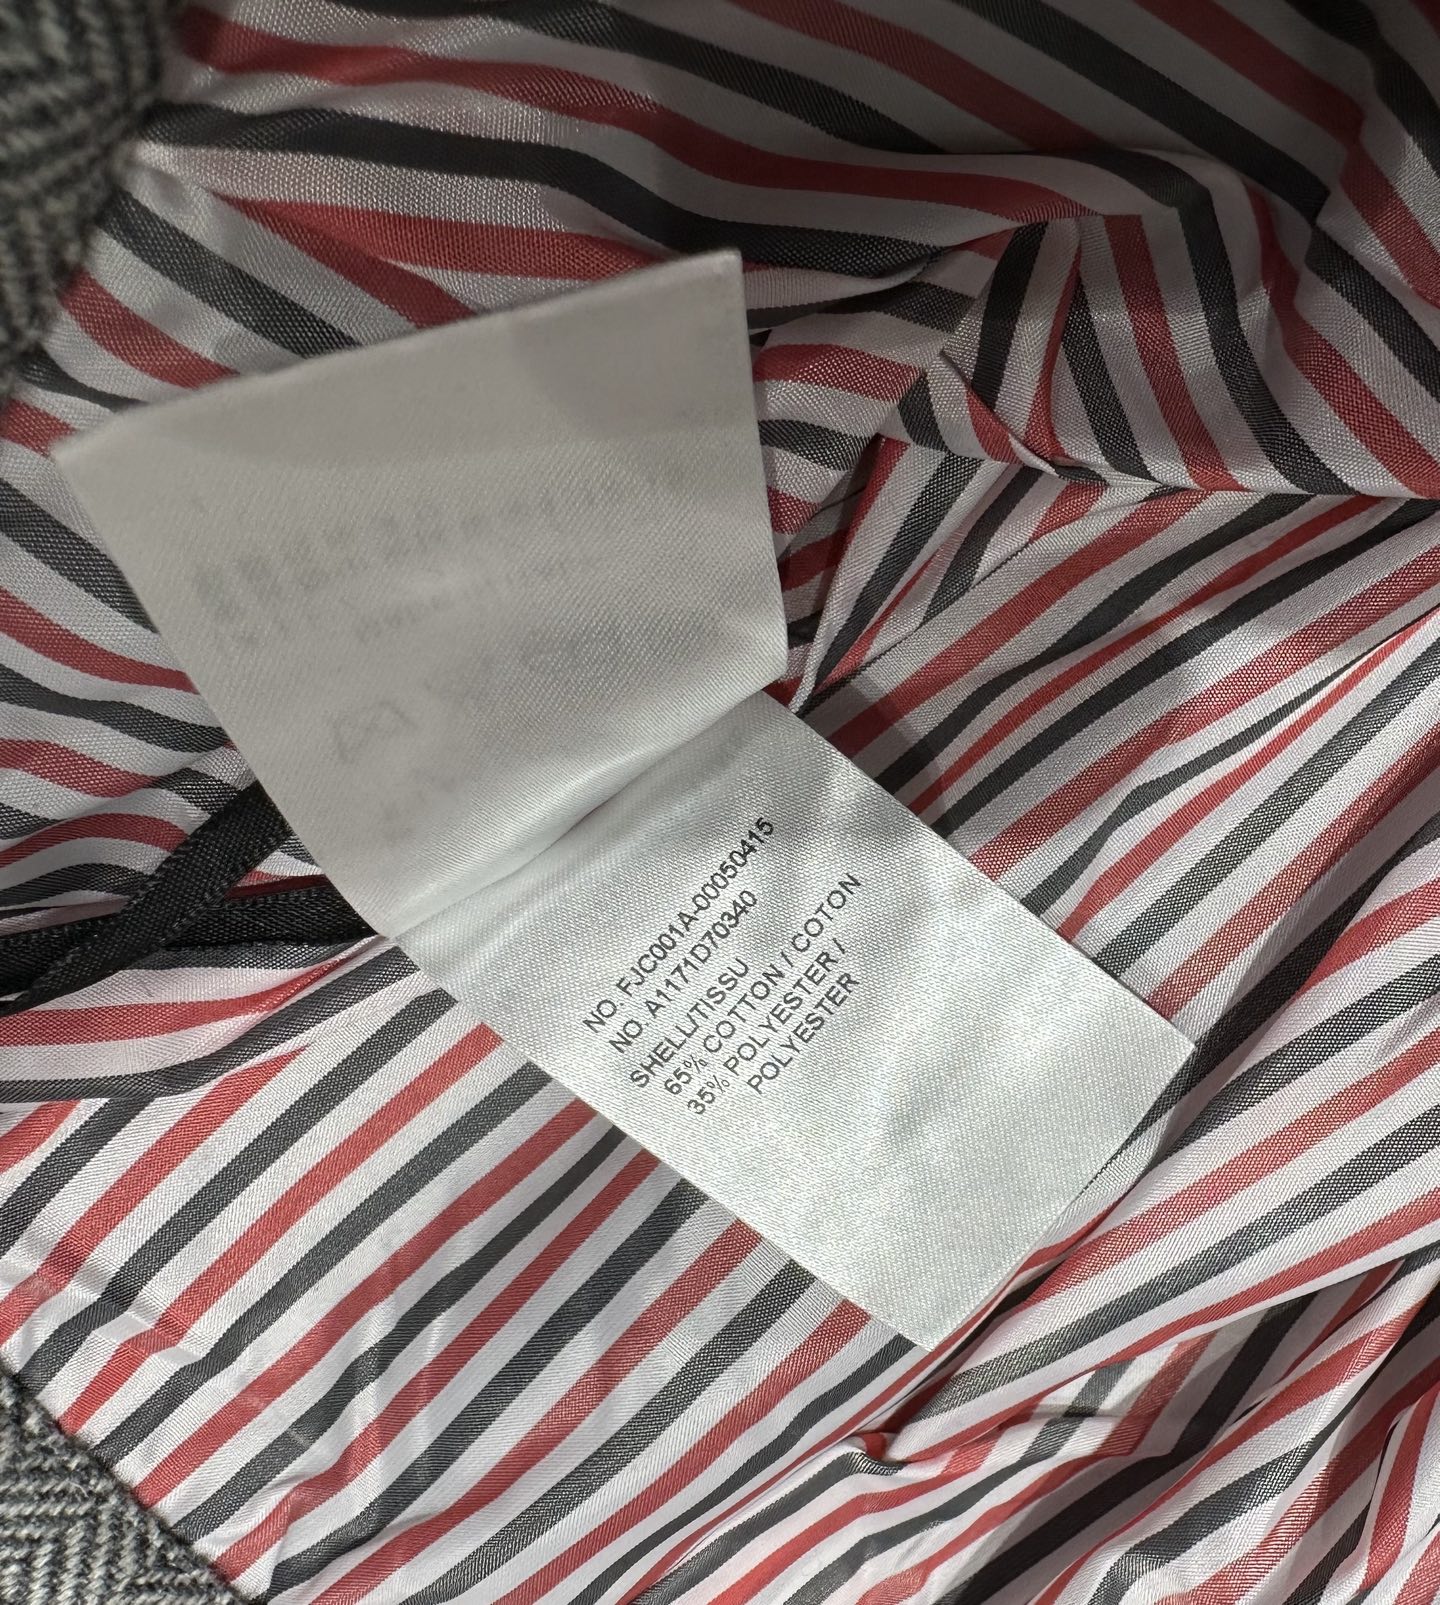 NO. FJC001A-00050415
NO. A1171D70340
SHELL/TISSU
65% COTTON / COTON
35% POLYESTER /
POLYESTER